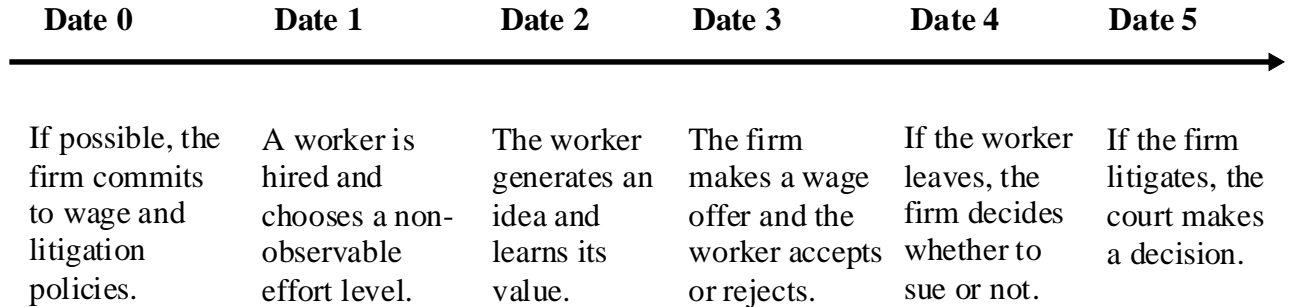 Date 0 Date 1 Date 2 Date 3 Date 4 Date 5
If possible, the
firm commits
to wage and
litigation
policies.
A worker is
hired and
chooses a non-
observable
effort level.
The worker
generates an
idea and
learns its
value.
The firm
makes a wage
offer and the
worker accepts
or rejects.
If the worker
leaves, the
firm decides
whether to
sue or not.
If the firm
litigates, the
court makes
a decision.